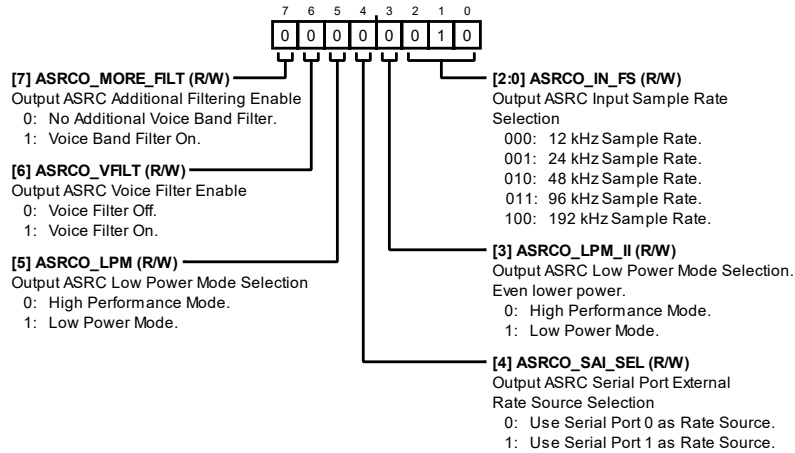 7 6 5 4 3 2 1 0
0 0 0 0 0 0 1 0
[7] ASRCO_MORE_FILT (R/W)
Output ASRC Additional Filtering Enable
0: No Additional Voice Band Filter.
1: Voice Band Filter On.
[6] ASRCO_VFILT (R/W)
Output ASRC Voice Filter Enable
0: Voice Filter Off.
1: Voice Filter On.
[5] ASRCO_LPM (R/W)
Output ASRC Low Power Mode Selection
0: High Performance Mode.
1: Low Power Mode.
[2:0] ASRCO_IN_FS (R/W)
Output ASRC Input Sample Rate
Selection
000: 12 kHz Sample Rate.
001: 24 kHz Sample Rate.
010: 48 kHz Sample Rate.
011: 96 kHz Sample Rate.
100: 192 kHz Sample Rate.
[3] ASRCO_LPM_II (R/W)
Output ASRC Low Power Mode Selection.
Even lower power.
0: High Performance Mode.
1: Low Power Mode.
[4] ASRCO_SAI_SEL (R/W)
Output ASRC Serial Port External
Rate Source Selection
0: Use Serial Port 0 as Rate Source.
1: Use Serial Port 1 as Rate Source.